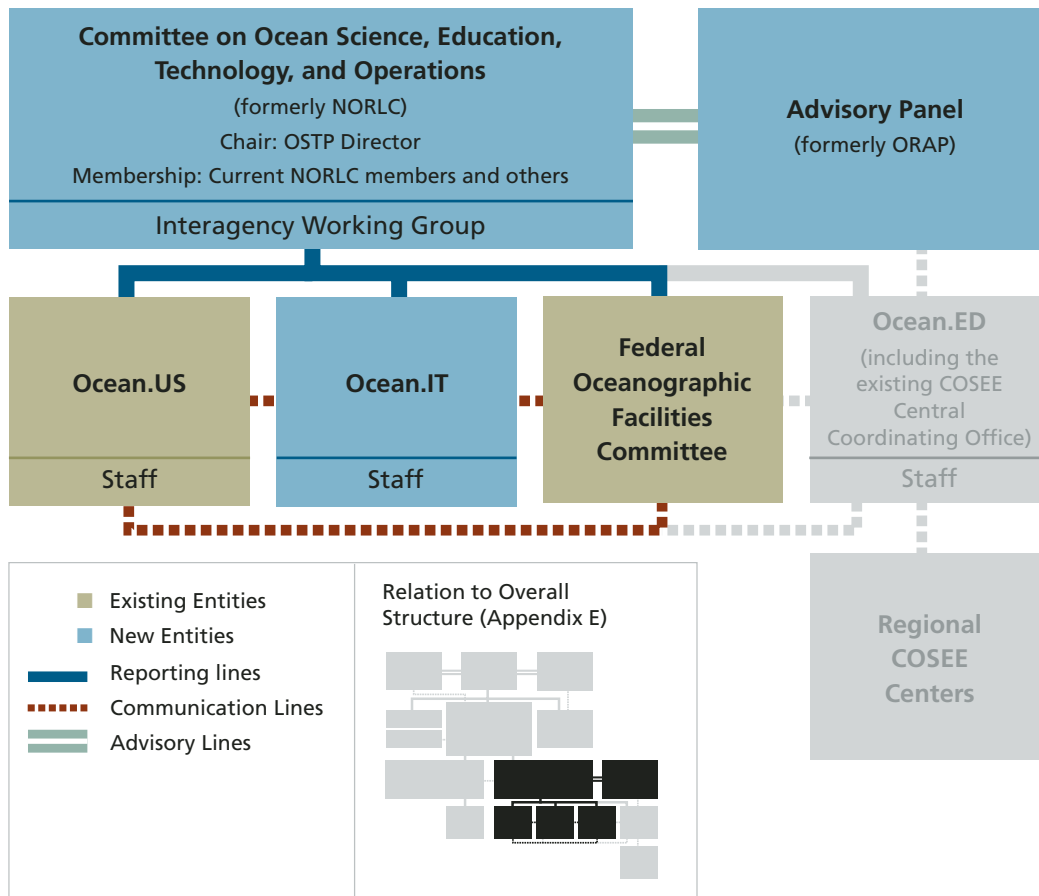 Committee on Ocean Science, Education,
Technology, and Operations
(formerly NORLC)
Chair: OSTP Director
Membership: Current NORLC members and others
Interagency Working Group
Advisory Panel
(formerly ORAP)
Ocean.US
Staff
Ocean.IT
Staff
Federal
Oceanographic
Facilities
Committee
Ocean.ED
(including the
existing COSEE
Central
Coordinating Office)
Staff
Regional
COSEE
Centers
Existing Entities
New Entities
Reporting lines
Communication Lines
Advisory Lines
Relation to Overall
Structure (Appendix E)